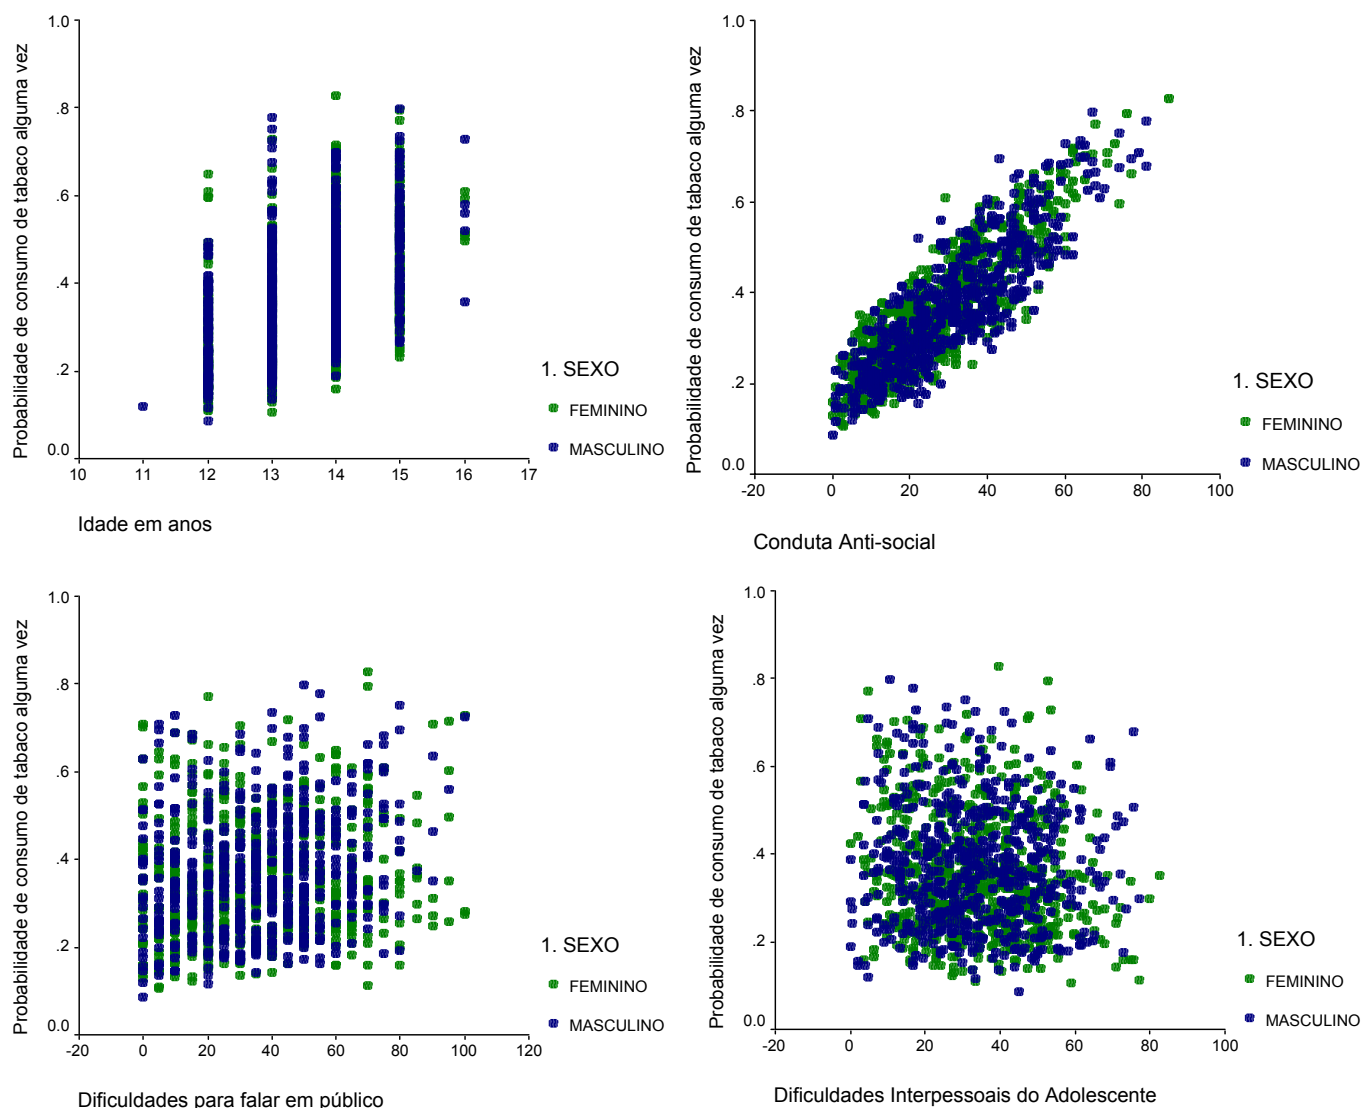 Probabilidade de consumo de tabaco alguma vez
1.0
.8
.6
.4
.2
0.0
10 11 12 13 14 15 16 17
Idade em anos
1. SEXO
FEMININO
MASCULINO
Probabilidade de consumo de tabaco alguma vez
1.0
.8
.6
.4
.2
0.0
-20 0 20 40 60 80 100
Conduta Anti-social
1. SEXO
FEMININO
MASCULINO
Probabilidade de consumo de tabaco alguma vez
1.0
.8
.6
.4
.2
0.0
-20 0 20 40 60 80 100 120
Dificuldades para falar em público
1. SEXO
FEMININO
MASCULINO
Probabilidade de consumo de tabaco alguma vez
1.0
.8
.6
.4
.2
0.0
-20 0 20 40 60 80 100
Dificuldades Interpessoais do Adolescente
1. SEXO
FEMININO
MASCULINO